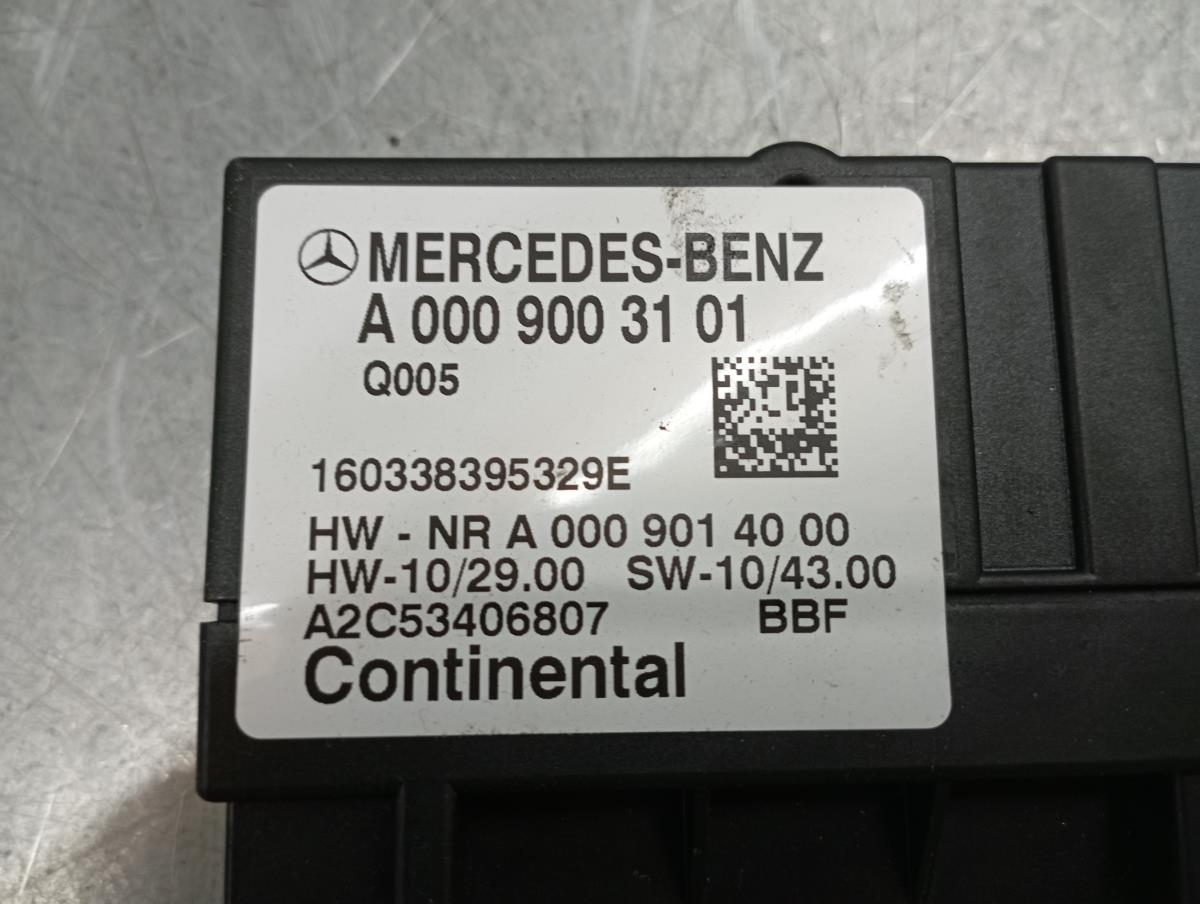 MERCEDES-BENZ
A 000 900 31 01
Q005
160338395329E
HW - NR A 000 901 40 00
HW-10/29.00 SW-10/43.00
A2C53406807 BBF
Continental